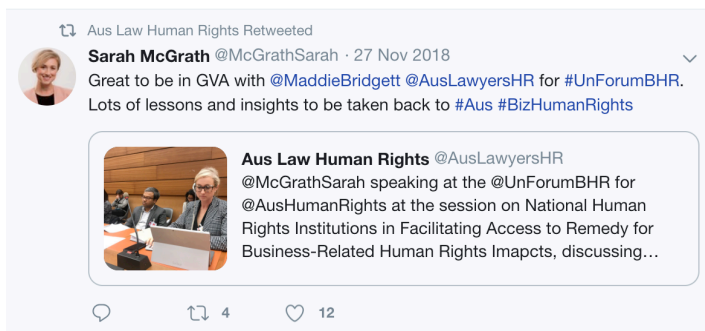 Aus Law Human Rights Retweeted
Sarah McGrath @McGrathSarah · 27 Nov 2018
Great to be in GVA with @MaddieBridgett @AusLawyersHR for #UnForumBHR.
Lots of lessons and insights to be taken back to #Aus #BizHumanRights
Aus Law Human Rights @AusLawyersHR
@McGrathSarah speaking at the @UnForumBHR for
@AusHumanRights at the session on National Human
Rights Institutions in Facilitating Access to Remedy for
Business-Related Human Rights Imapcts, discussing...
4 12